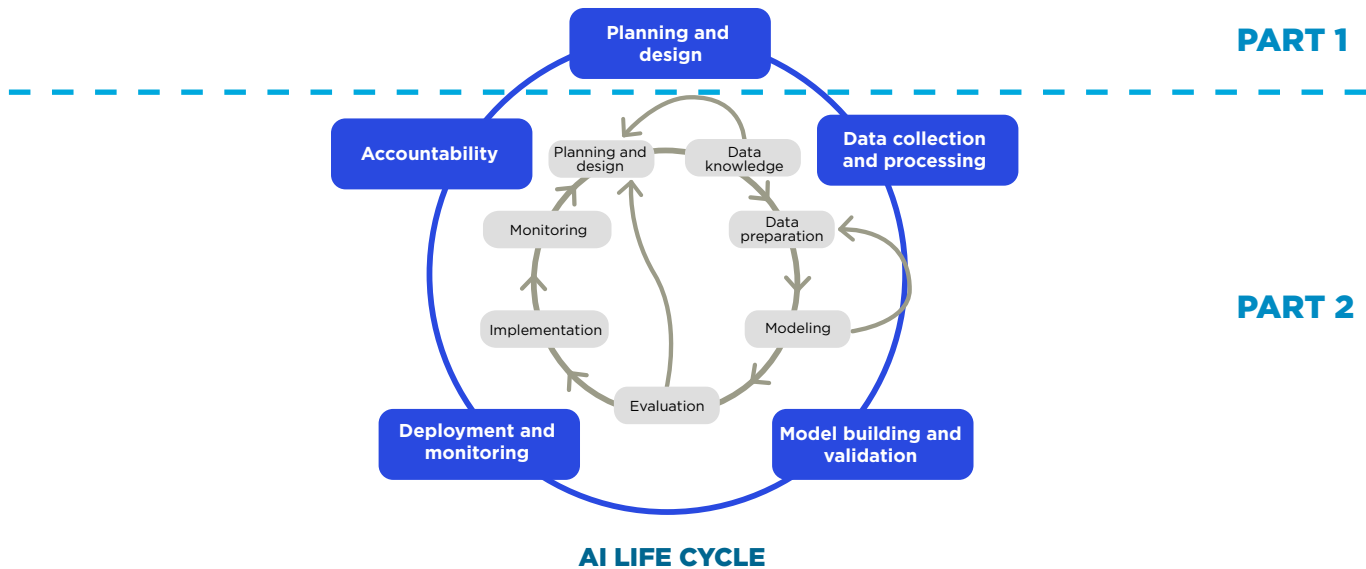 Planning and
design
PART 1
Accountability
Data collection
and processing
Planning and
design
Data
knowledge
Monitoring
Data
preparation
PART 2
Implementation
Modeling
Evaluation
Deployment and
monitoring
Model building and
validation
AI LIFE CYCLE